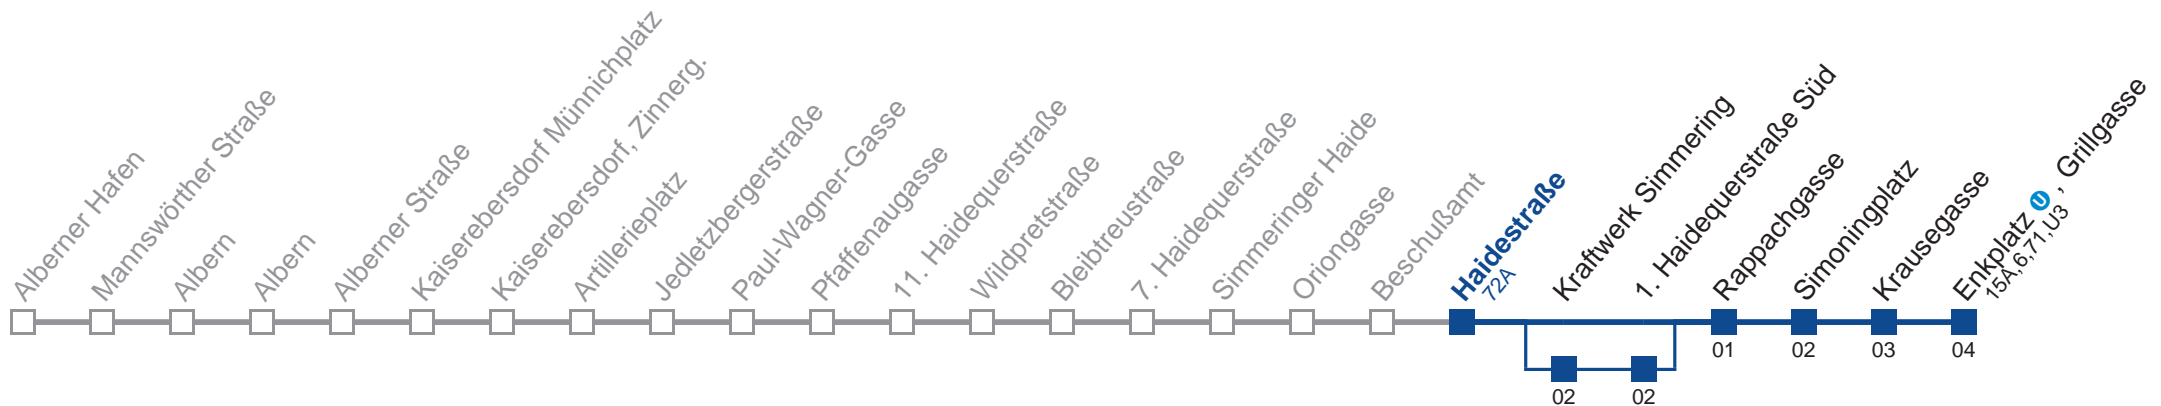 Alberner Hafen
Mannswörther Straße
Albern
Albern
Alberner Straße
Kaiserebersdorf Münnichplatz
Kaiserebersdorf, Zinnerg.
Artillerieplatz
Jedletzbergerstraße
Paul-Wagner-Gasse
Pfaffenaugasse
11. Haidequerstraße
Wildpretstraße
Bleibtreustraße
7. Haidequerstraße
Simmeringer Haide
Oriongasse
Beschußamt
Haidestraße
72A
Kraftwerk Simmering
1. Haidequerstraße Süd
Rappachgasse
Simoningplatz
Krausegasse
Enkplatz U, Grillgasse
15A,6,71,U3
01
02
03
04
02
02